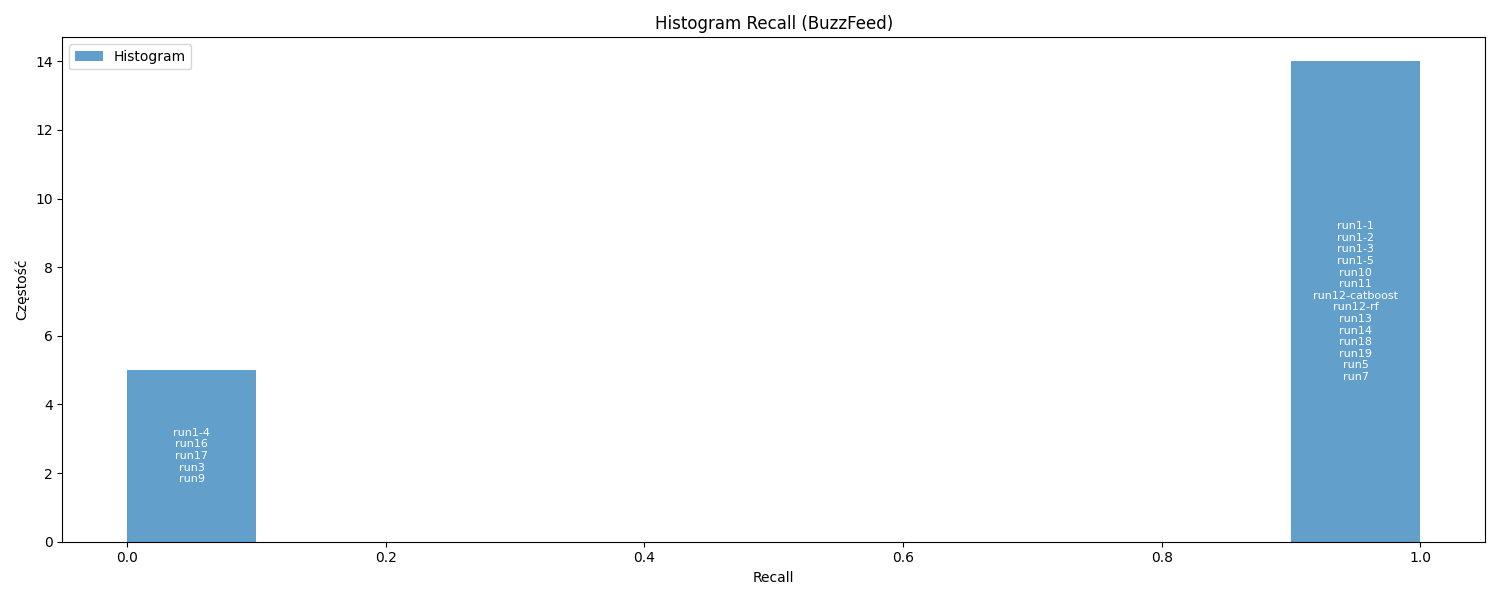 Histogram Recall (BuzzFeed)
Histogram
14
12
10
8
6
4
2
0
Częstość
run1-4
run16
run17
run3
run9
run1-1
run1-2
run1-3
run1-5
run10
run11
run12-catboost
run12-rf
run13
run14
run18
run19
run5
run7
0.0 0.2 0.4 0.6 0.8 1.0
Recall